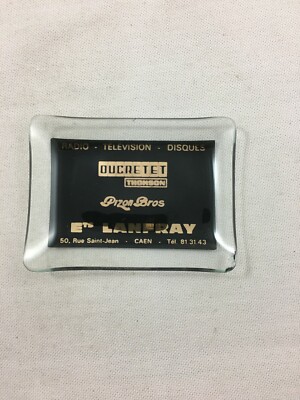 RADIO - TELEVISION - DISQUES
DUCRETET
THOMSON
Pizon Bros
Ets LANFRAY
50, Rue Saint-Jean - CAEN - Tél. 81.31.43